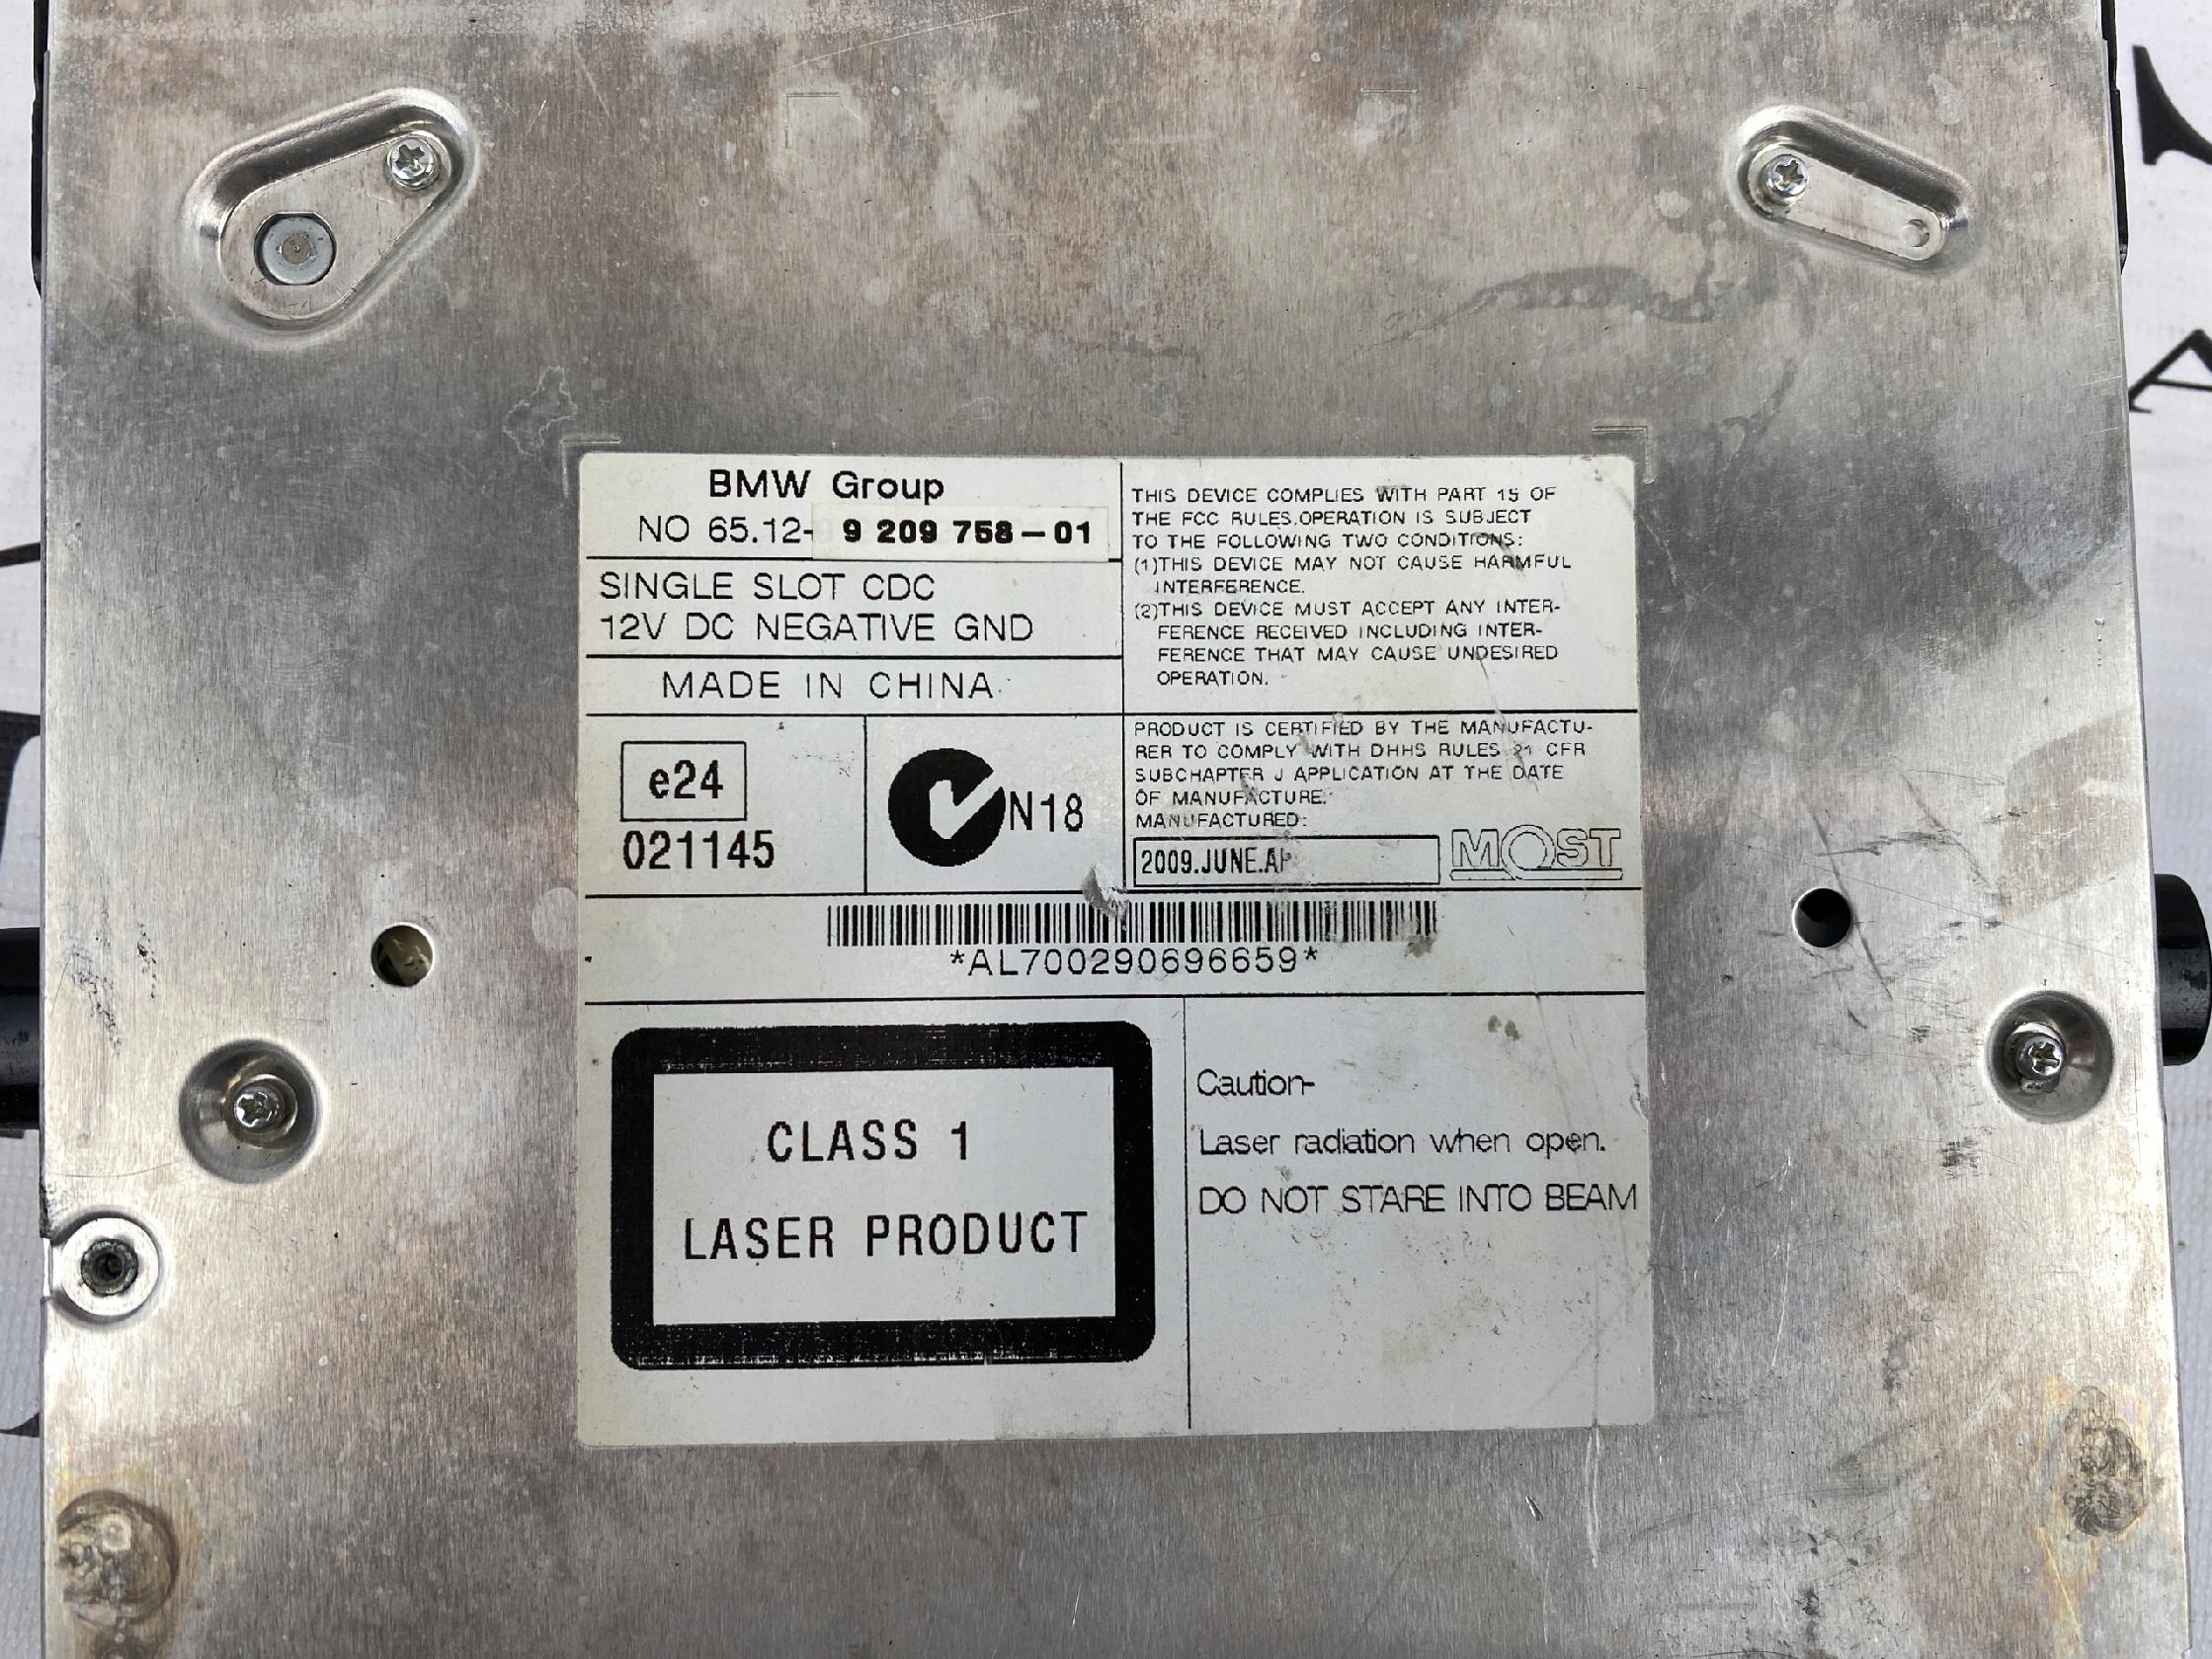 BMW Group
NO 65.12- 9 209 758-01
SINGLE SLOT CDC
12V DC NEGATIVE GND
MADE IN CHINA
THIS DEVICE COMPLIES WITH PART 15 OF
THE FCC RULES.OPERATION IS SUBJECT
TO THE FOLLOWING TWO CONDITIONS:
(1)THIS DEVICE MAY NOT CAUSE HARMFUL
INTERFERENCE.
(2)THIS DEVICE MUST ACCEPT ANY INTER-
FERENCE RECEIVED INCLUDING INTER-
FERENCE THAT MAY CAUSE UNDESIRED
OPERATION.
e24
021145
N18
PRODUCT IS CERTIFIED BY THE MANUFACTU-
RER TO COMPLY WITH DHHS RULES 21 CFR
SUBCHAPTER J APPLICATION AT THE DATE
OF MANUFACTURE.
MANUFACTURED:
2009.JUNE.AP
MOST
*AL700290696659*
CLASS 1
LASER PRODUCT
Caution-
Laser radiation when open.
DO NOT STARE INTO BEAM